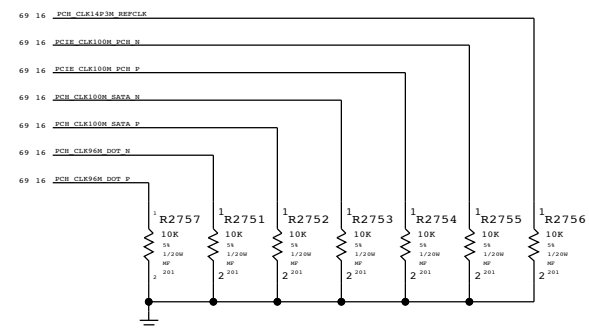 69 16 PCH_CLK14P3M_REFCLK
69 16 PCIE_CLK100M_PCH_N
69 16 PCIE_CLK100M_PCH_P
69 16 PCH_CLK100M_SATA_N
69 16 PCH_CLK100M_SATA_P
69 16 PCH_CLK96M_DOT_N
69 16 PCH_CLK96M_DOT_P
1 1 1 1 1 1 1
R2757 R2751 R2752 R2753 R2754 R2755 R2756
10K 10K 10K 10K 10K 10K 10K
5% 5% 5% 5% 5% 5% 5%
1/20W 1/20W 1/20W 1/20W 1/20W 1/20W 1/20W
MF MF MF MF MF MF MF
201 201 201 201 201 201 201
2 2 2 2 2 2 2